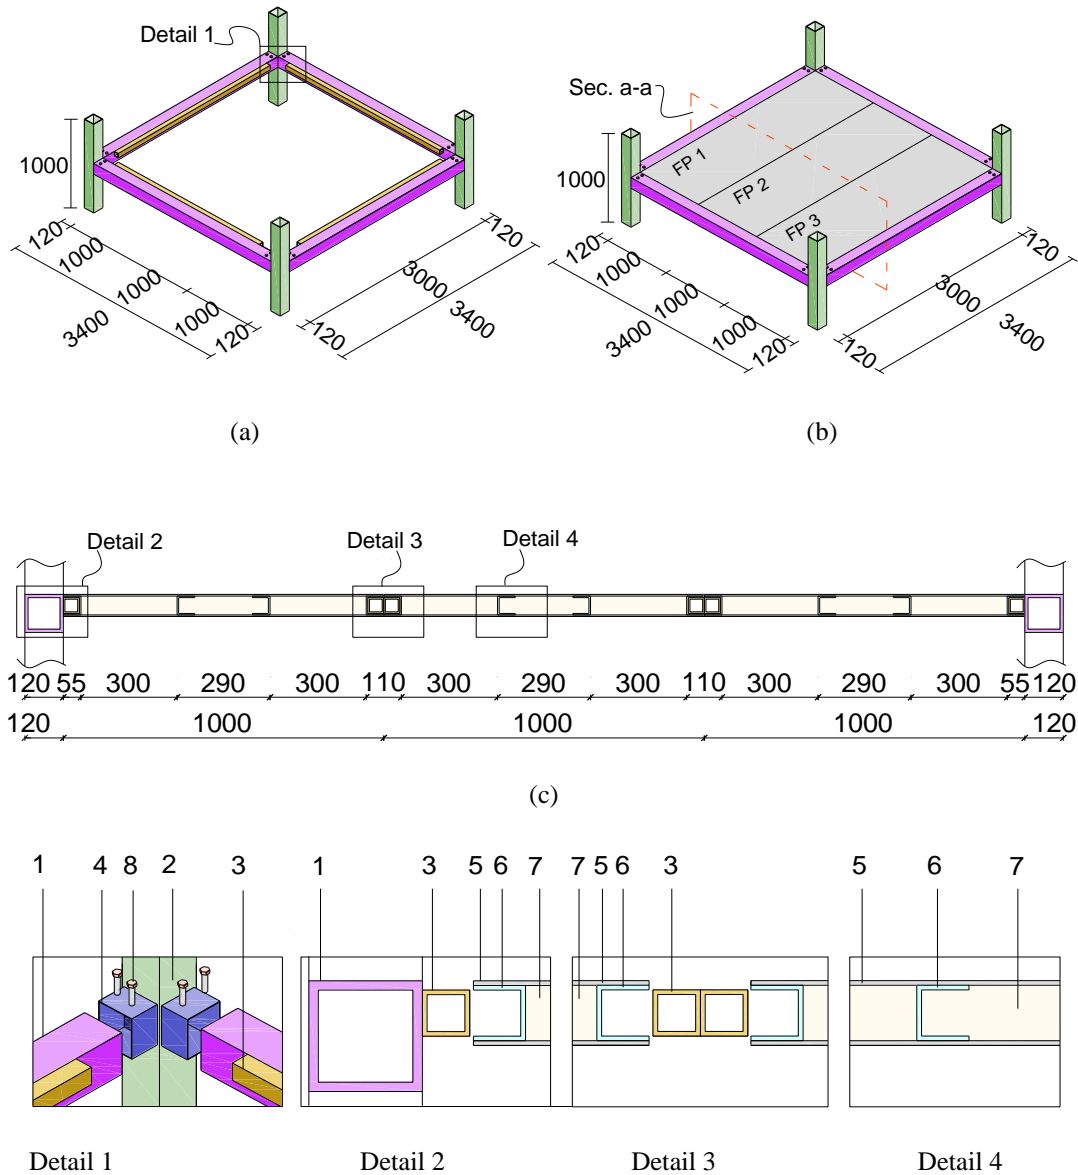 Detail 1
1000
120
1000
1000
1000
120
3400
120
3000
120
3400
(a)
Sec. a-a
FP 1
FP 2
FP 3
1000
120
1000
1000
1000
120
3400
120
3000
120
3400
(b)
Detail 2
Detail 3
Detail 4
120 55 300 290 300 110 300 290 300 110 300 290 300 55 120
120 1000 1000 1000 120
(c)
1 4 8 2 3
1 3 5 6 7
7 5 6 3
5 6 7
Detail 1
Detail 2
Detail 3
Detail 4